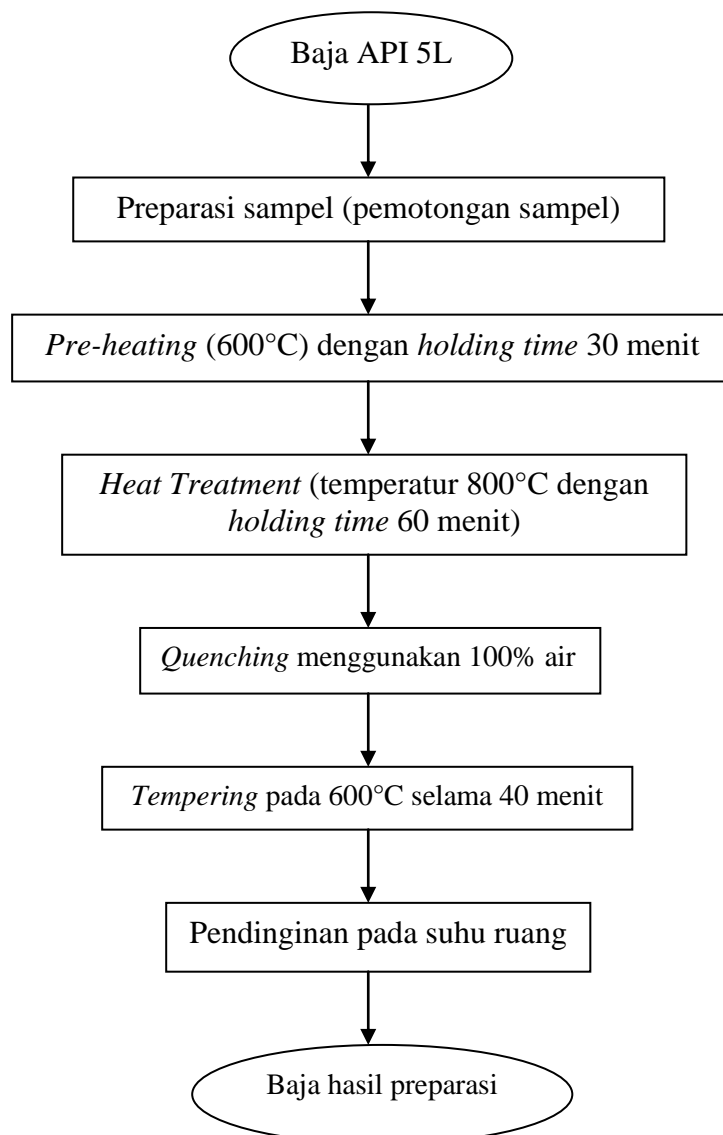 Baja API 5L
Preparasi sampel (pemotongan sampel)
Pre-heating (600°C) dengan holding time 30 menit
Heat Treatment (temperatur 800°C dengan
holding time 60 menit)
Quenching menggunakan 100% air
Tempering pada 600°C selama 40 menit
Pendinginan pada suhu ruang
Baja hasil preparasi